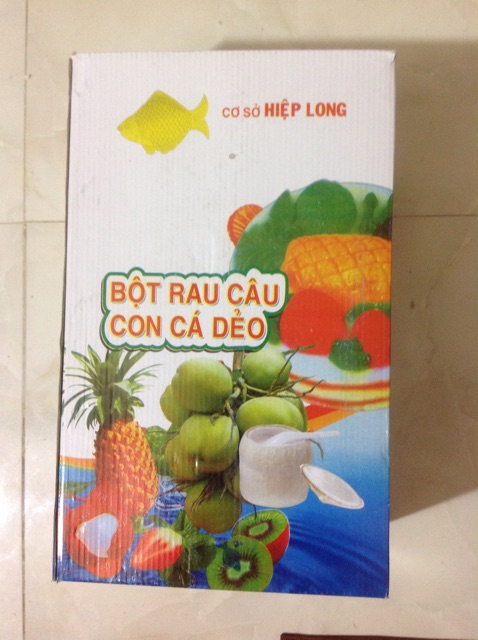 CƠ SỞ HIỆP LONG
BỘT RAU CÂU
CON CÁ DẺO